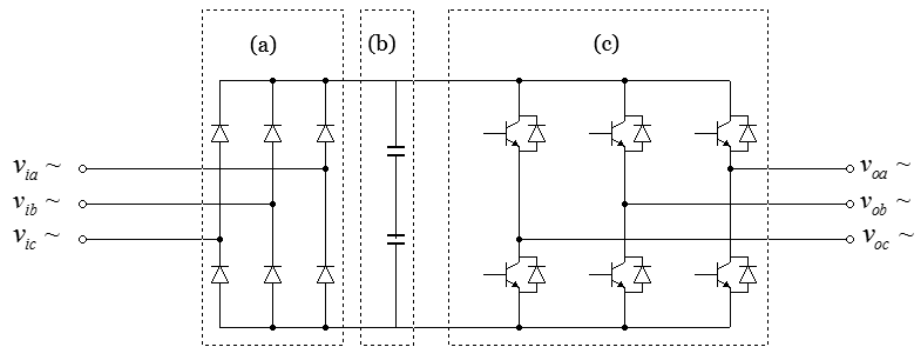 (a) (b) (c)
v_ia ~ v_oa ~
v_ib ~ v_ob ~
v_ic ~ v_oc ~